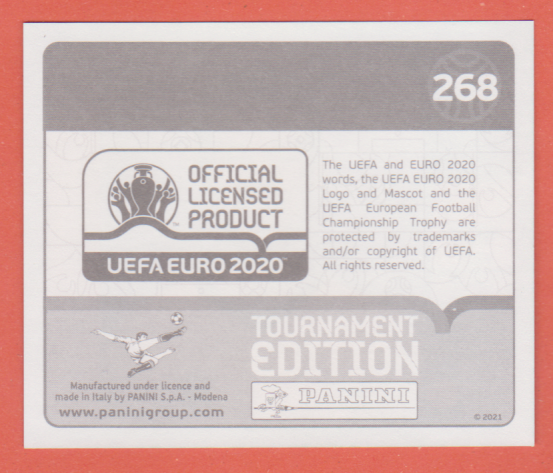 268
OFFICIAL
LICENSED
PRODUCT
™
UEFA EURO 2020™
The UEFA and EURO 2020
words, the UEFA EURO 2020
Logo and Mascot and the
UEFA European Football
Championship Trophy are
protected by trademarks
and/or copyright of UEFA.
All rights reserved.
TOURNAMENT
EDITION
Manufactured under licence and
made in Italy by PANINI S.p.A. - Modena
www.paninigroup.com
PANINI
© 2021